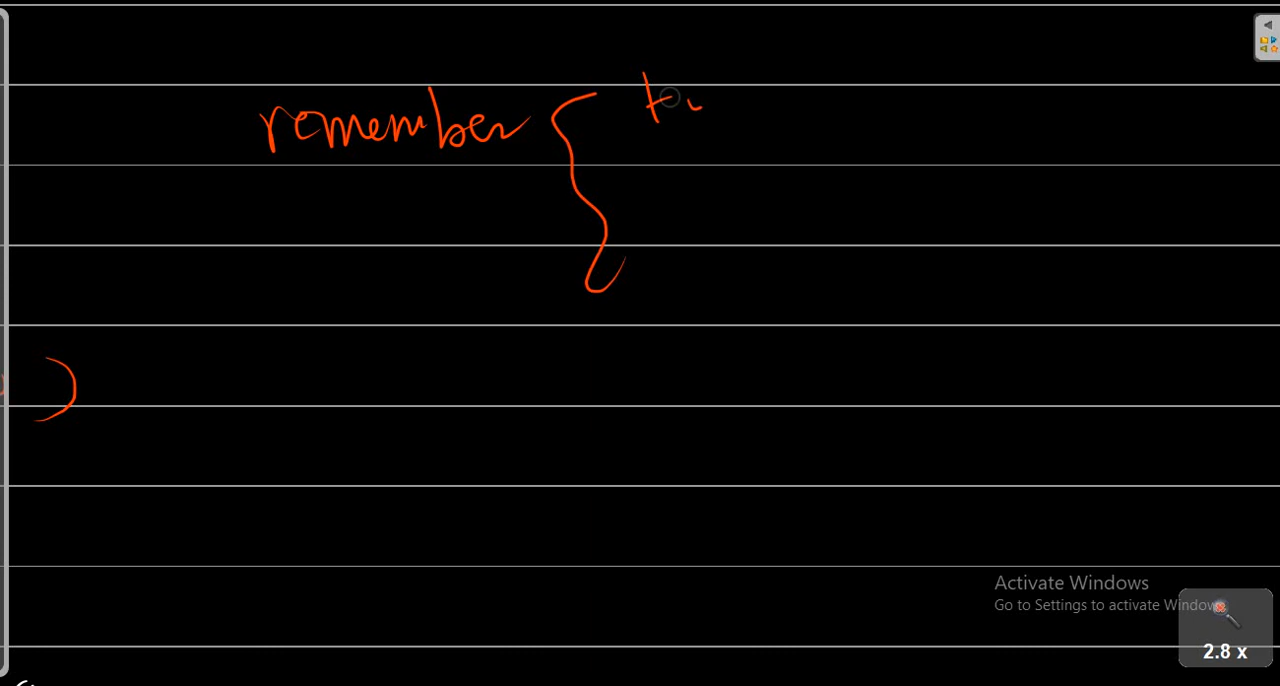 remember {
Activate Windows
Go to Settings to activate Windows
2.8 x